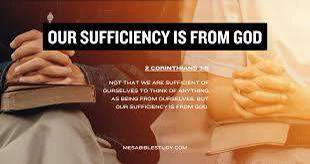 OUR SUFFICIENCY IS FROM GOD
2 CORINTHIANS 3:5
NOT THAT WE ARE SUFFICIENT OF
OURSELVES TO THINK OF ANYTHING
AS BEING FROM OURSELVES, BUT
OUR SUFFICIENCY IS FROM GOD.
MESABIBLESTUDY.COM